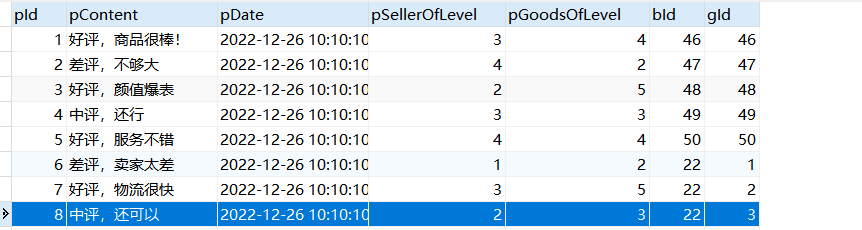 pId pContent pDate pSellerOfLevel pGoodsOfLevel bId gId
1 好评，商品很棒！ 2022-12-26 10:10:10 3 4 46 46
2 差评，不够大 2022-12-26 10:10:10 4 2 47 47
3 好评，颜值爆表 2022-12-26 10:10:10 2 5 48 48
4 中评，还行 2022-12-26 10:10:10 3 3 49 49
5 好评，服务不错 2022-12-26 10:10:10 4 4 50 50
6 差评，卖家太差 2022-12-26 10:10:10 1 2 22 1
7 好评，物流很快 2022-12-26 10:10:10 3 5 22 2
8 中评，还可以 2022-12-26 10:10:10 2 3 22 3